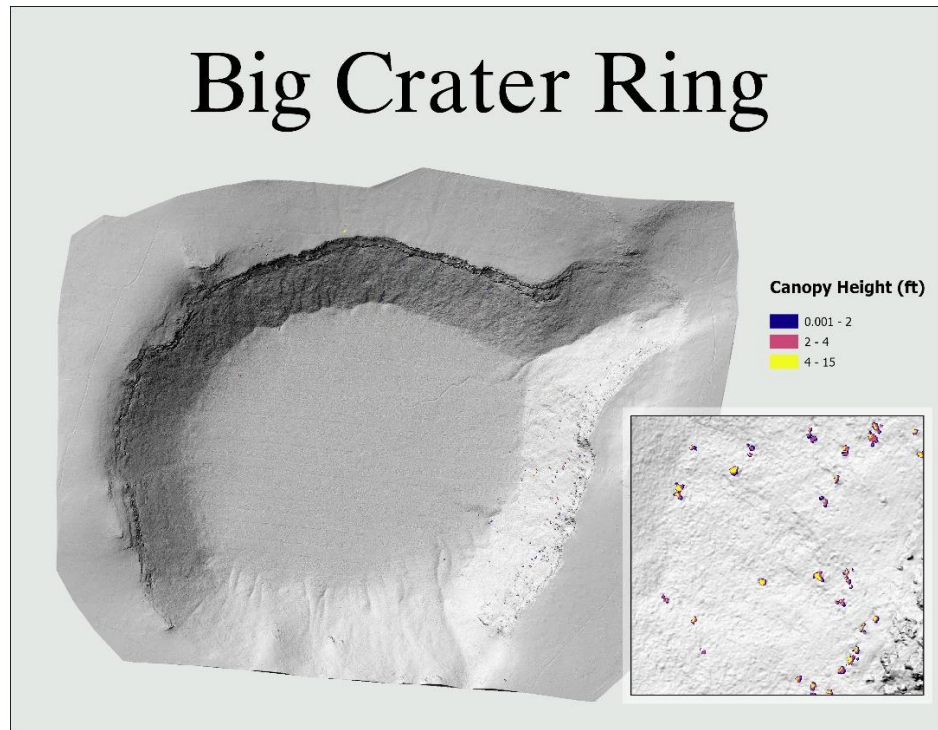 Big Crater Ring
Canopy Height (ft)
0.001 - 2
2 - 4
4 - 15